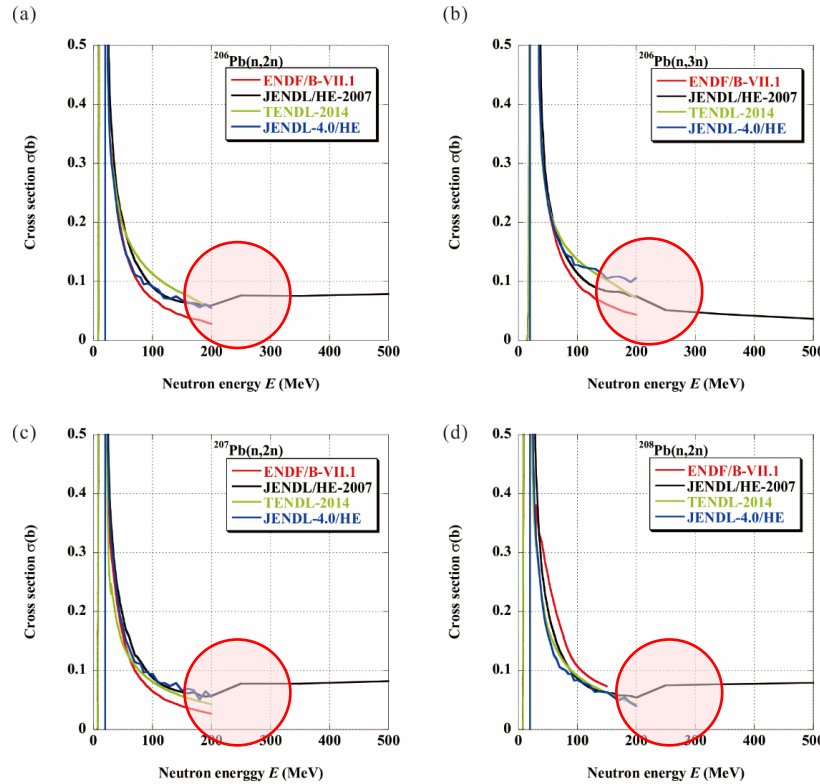 (a)
²⁰⁶Pb(n,2n)
ENDF/B-VII.1
JENDL/HE-2007
TENDL-2014
JENDL-4.0/HE
Cross section σ(b)
0.5
0.4
0.3
0.2
0.1
0
0 100 200 300 400 500
Neutron energy E (MeV)
(b)
²⁰⁶Pb(n,3n)
ENDF/B-VII.1
JENDL/HE-2007
TENDL-2014
JENDL-4.0/HE
Cross section σ(b)
0.5
0.4
0.3
0.2
0.1
0
0 100 200 300 400 500
Neutron energy E (MeV)
(c)
²⁰⁷Pb(n,2n)
ENDF/B-VII.1
JENDL/HE-2007
TENDL-2014
JENDL-4.0/HE
Cross section σ(b)
0.5
0.4
0.3
0.2
0.1
0
0 100 200 300 400 500
Neutron energgy E (MeV)
(d)
²⁰⁸Pb(n,2n)
ENDF/B-VII.1
JENDL/HE-2007
TENDL-2014
JENDL-4.0/HE
Cross section σ(b)
0.5
0.4
0.3
0.2
0.1
0
0 100 200 300 400 500
Neutron energy E (MeV)